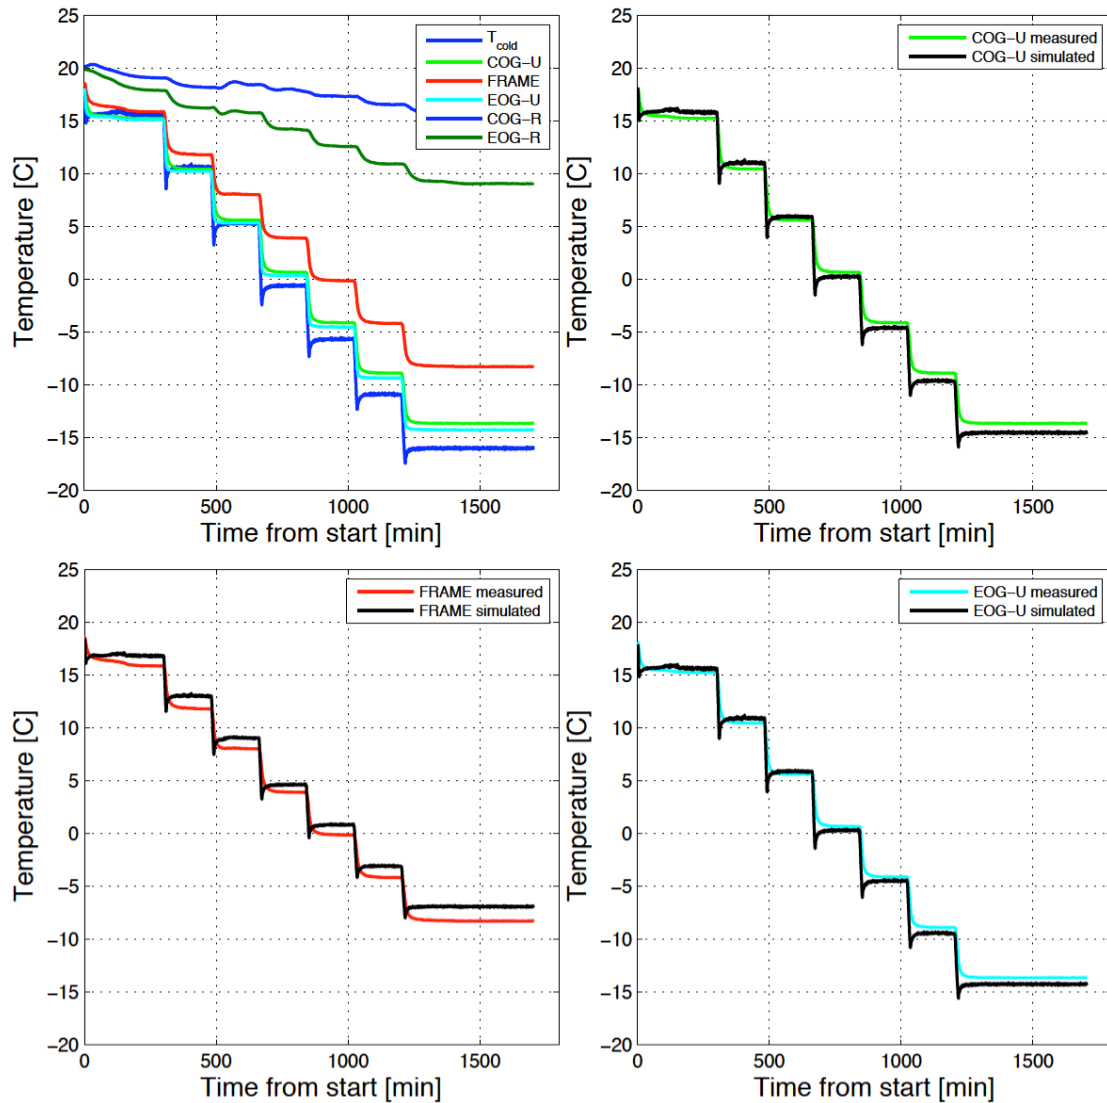 25
20
15
10
5
0
−5
−10
−15
−20
Temperature [C]
0
500
1000
1500
Time from start [min]
T_cold
COG−U
FRAME
EOG−U
COG−R
EOG−R
25
20
15
10
5
0
−5
−10
−15
−20
Temperature [C]
0
500
1000
1500
Time from start [min]
COG−U measured
COG−U simulated
25
20
15
10
5
0
−5
−10
−15
−20
Temperature [C]
0
500
1000
1500
Time from start [min]
FRAME measured
FRAME simulated
25
20
15
10
5
0
−5
−10
−15
−20
Temperature [C]
0
500
1000
1500
Time from start [min]
EOG−U measured
EOG−U simulated